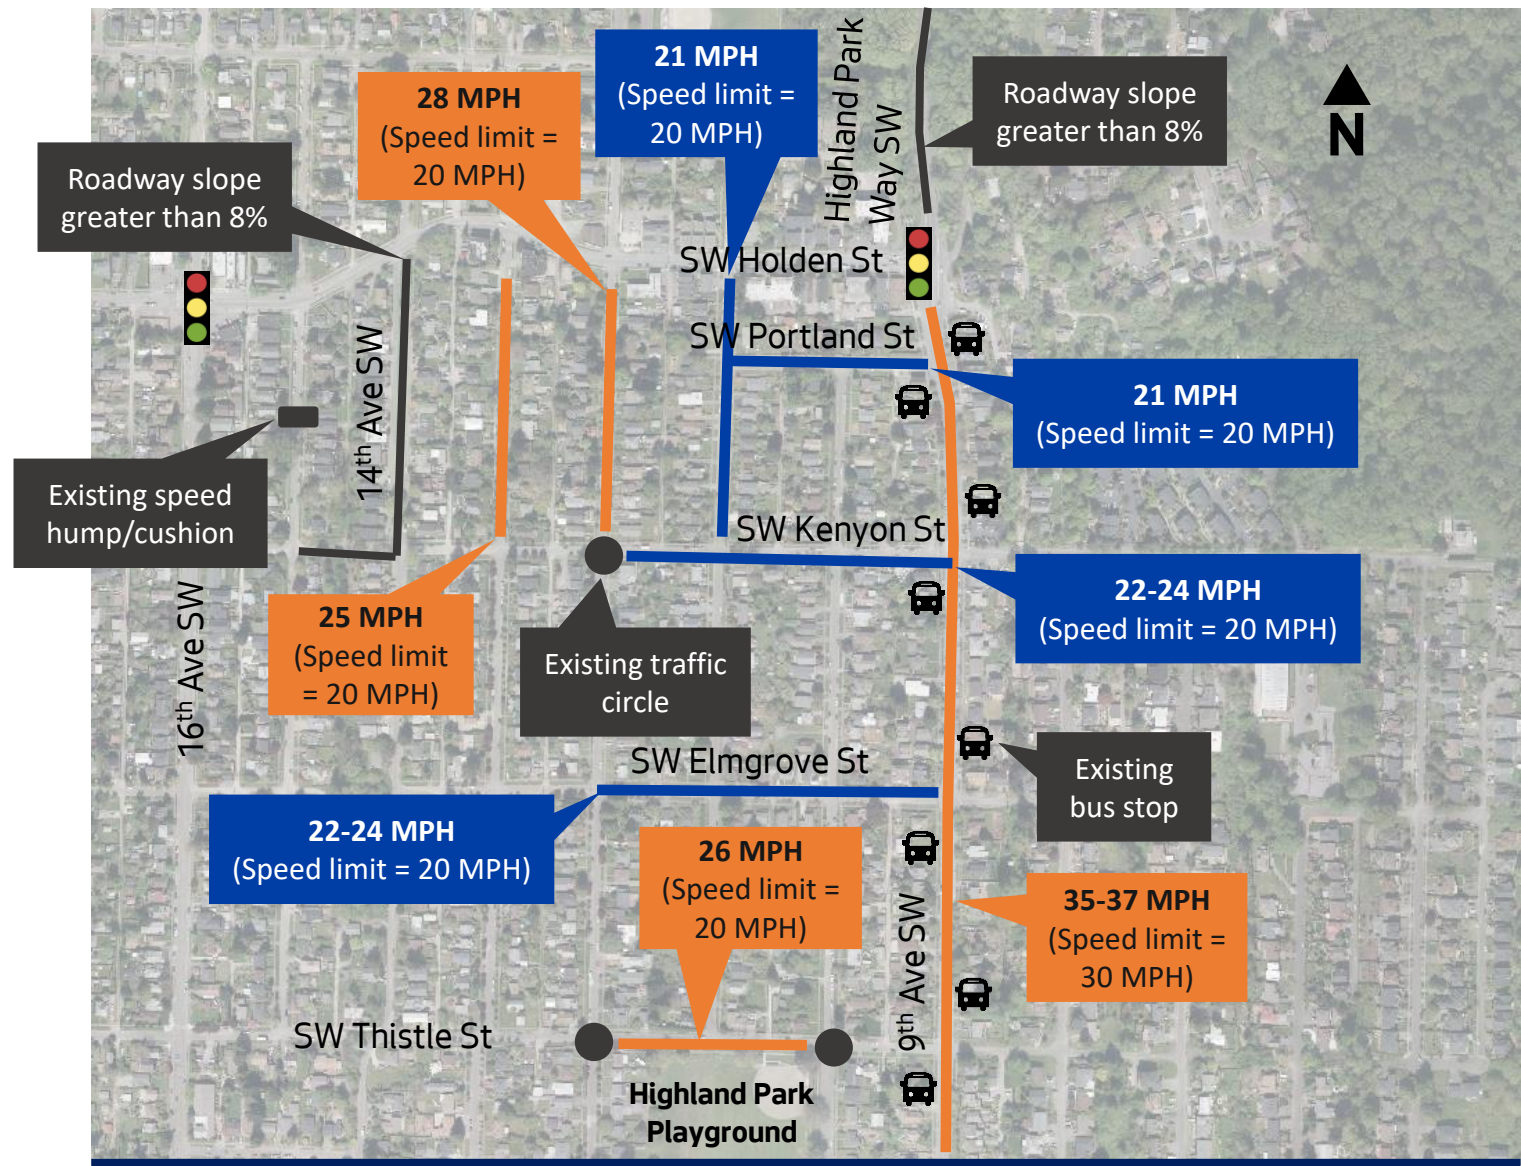 21 MPH
(Speed limit =
20 MPH)
28 MPH
(Speed limit =
20 MPH)
Highland Park
Way SW
Roadway slope
greater than 8%
N
Roadway slope
greater than 8%
SW Holden St
SW Portland St
14th Ave SW
21 MPH
(Speed limit = 20 MPH)
Existing speed
hump/cushion
SW Kenyon St
16th Ave SW
25 MPH
(Speed limit
= 20 MPH)
Existing traffic
circle
22-24 MPH
(Speed limit = 20 MPH)
SW Elmgrove St
Existing
bus stop
22-24 MPH
(Speed limit = 20 MPH)
26 MPH
(Speed limit =
20 MPH)
9th Ave SW
35-37 MPH
(Speed limit =
30 MPH)
SW Thistle St
Highland Park
Playground